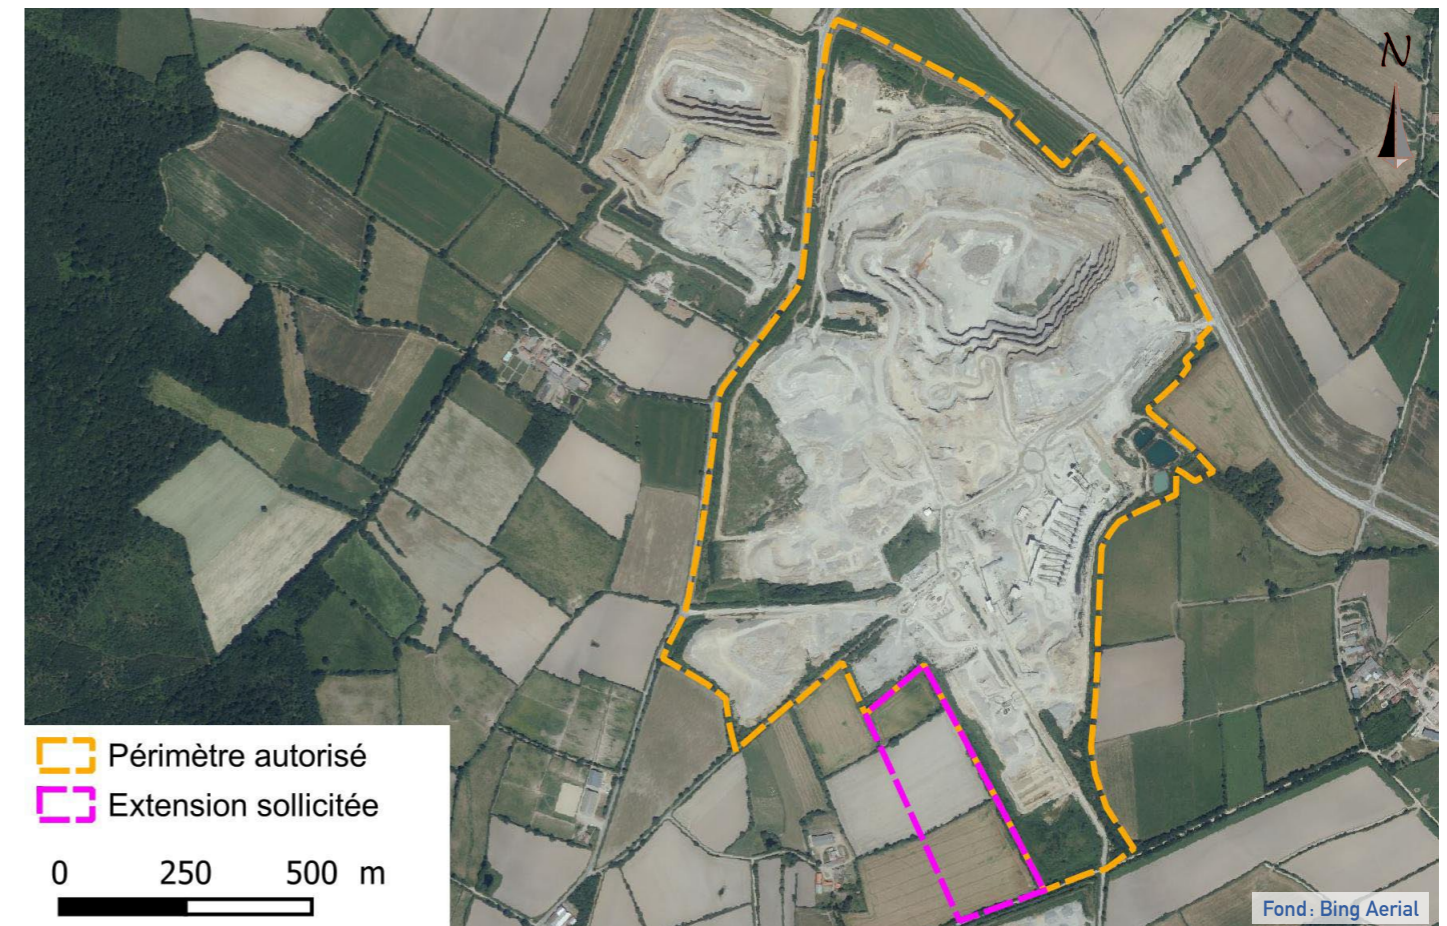 N
Périmètre autorisé
Extension sollicitée
0 250 500 m
Fond : Bing Aerial